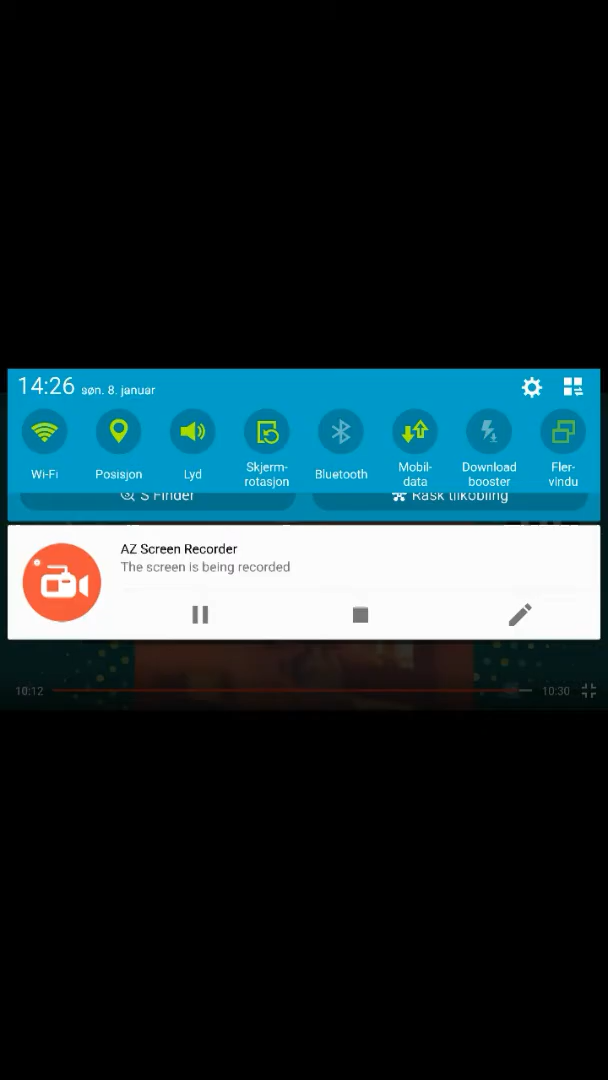 14:26 søn. 8. januar
Wi-Fi
Posisjon
Lyd
Skjerm-
rotasjon
Bluetooth
Mobil-
data
Download
booster
Fler-
vindu
S Finder
Rask tilkobling
AZ Screen Recorder
The screen is being recorded
10:12
10:30